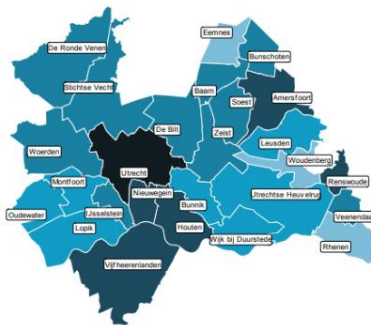 Eemnes
De Ronde Venen
Bunschoten
Stichtse Vecht
Baarn
Soest
Amersfoort
De Bilt
Zeist
Leusden
Woerden
Woudenberg
Utrecht
Renswoude
Montfoort
Nieuwegein
Utrechtse Heuvelrug
Oudewater
IJsselstein
Bunnik
Veenendaal
Lopik
Houten
Wijk bij Duurstede
Rhenen
Vijfheerenlanden